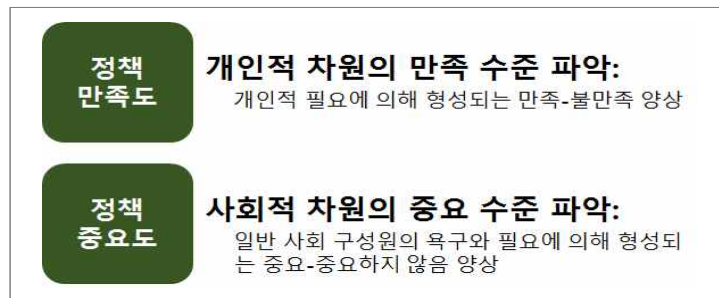 정책
만족도
개인적 차원의 만족 수준 파악:
개인적 필요에 의해 형성되는 만족-불만족 양상
정책
중요도
사회적 차원의 중요 수준 파악:
일반 사회 구성원의 욕구와 필요에 의해 형성되
는 중요-중요하지 않음 양상